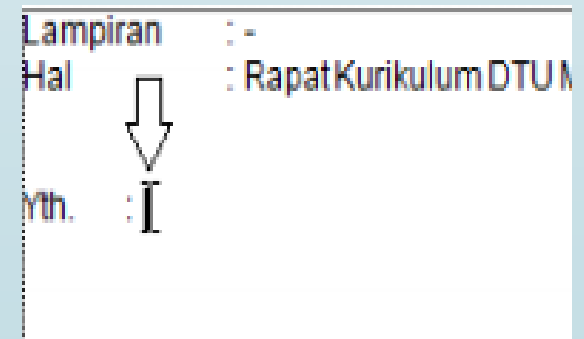 Lampiran : -
Hal : Rapat Kurikulum DTU
Yth. :